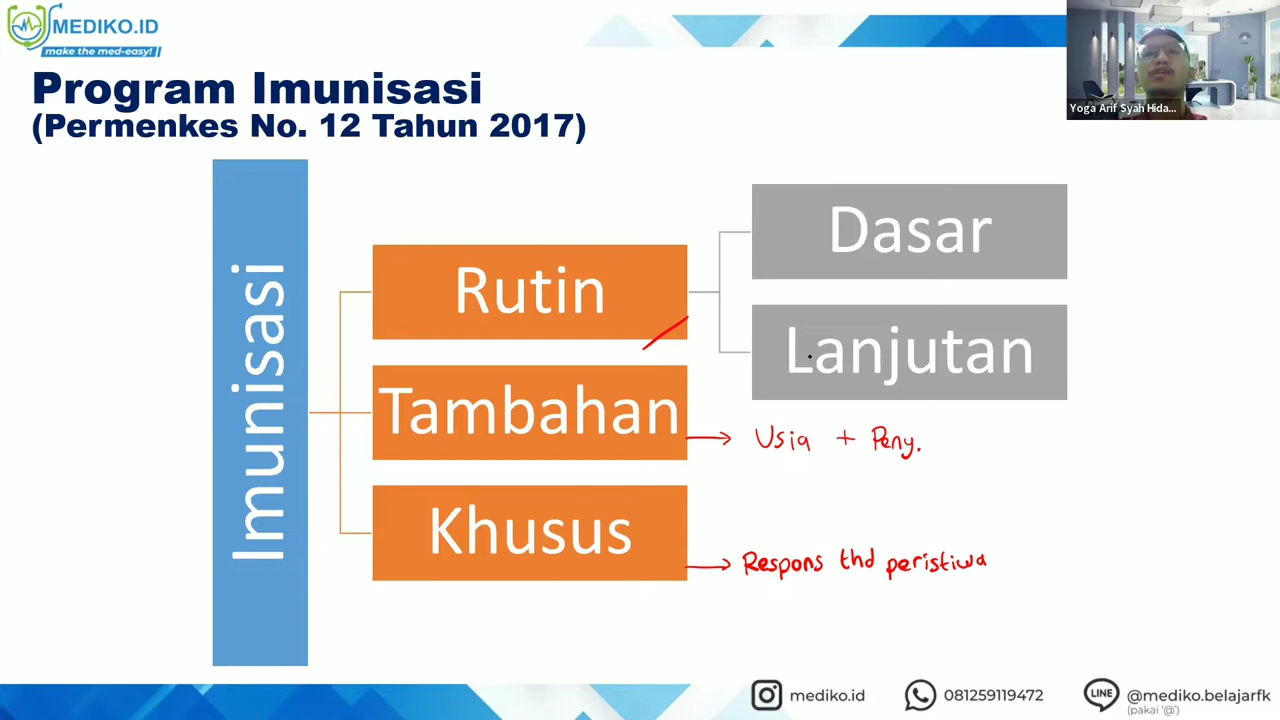 MEDIKO.ID
make the med-easy!
Yoga Arif Syah Hida...
Program Imunisasi
(Permenkes No. 12 Tahun 2017)
Imunisasi
Rutin
Tambahan
Khusus
Dasar
Lanjutan
Usia + Peny.
Respons thd peristiwa
mediko.id
081259119472
LINE
@mediko.belajarfk
(pakai '@')